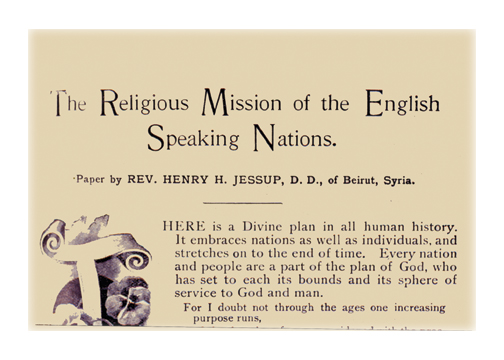 The Religious Mission of the English
Speaking Nations.
Paper by REV. HENRY H. JESSUP, D. D., of Beirut, Syria.
THERE is a Divine plan in all human history.
It embraces nations as well as individuals, and
stretches on to the end of time. Every nation
and people are a part of the plan of God, who
has set to each its bounds and its sphere of
service to God and man.
For I doubt not through the ages one increasing
purpose runs,